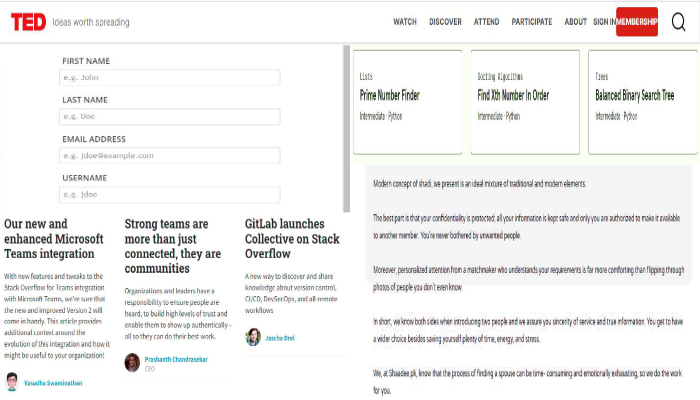 TED Ideas worth spreading
WATCH DISCOVER ATTEND PARTICIPATE ABOUT SIGN IN MEMBERSHIP
FIRST NAME
e.g. John
LAST NAME
e.g. Doe
EMAIL ADDRESS
e.g. jdoe@example.com
USERNAME
e.g. jdoe
Lists
Prime Number Finder
Intermediate · Python
Sorting Algorithms
Find Xth Number In Order
Intermediate · Python
Trees
Balanced Binary Search Tree
Intermediate · Python
Our new and
enhanced Microsoft
Teams integration
With new features and tweaks to the
Stack Overflow for Teams integration
with Microsoft Teams, we're sure that
the new and improved Version 2 will
come in handy. This article provides
additional context around the
evolution of this integration and how it
might be useful to your organization!
Vasudha Swaminathan
Strong teams are
more than just
connected, they are
communities
Organizations and leaders have a
responsibility to ensure people are
heard, to build high levels of trust and
enable them to show up authentically—
all so they can do their best work.
Prashanth Chandrasekar
CEO
GitLab launches
Collective on Stack
Overflow
A new way to discover and share
knowledge about version control,
CI/CD, DevSecOps, and all-remote
workflows
Jascha Drel
Modern concept of shadi, we present is an ideal mixture of traditional and modern elements.
The best part is that your confidentiality is protected; all your information is kept safe and only you are authorized to make it available
to another member. You're never bothered by unwanted people.
Moreover, personalized attention from a matchmaker who understands your requirements is far more comforting than flipping through
photos of people you don't even know.
In short, we know both sides when introducing two people and we assure you sincerity of service and true information. You get to have
a wider choice besides saving yourself plenty of time, energy, and stress.
We, at Shaadee.pk, know that the process of finding a spouse can be time- consuming and emotionally exhausting, so we do the work
for you.